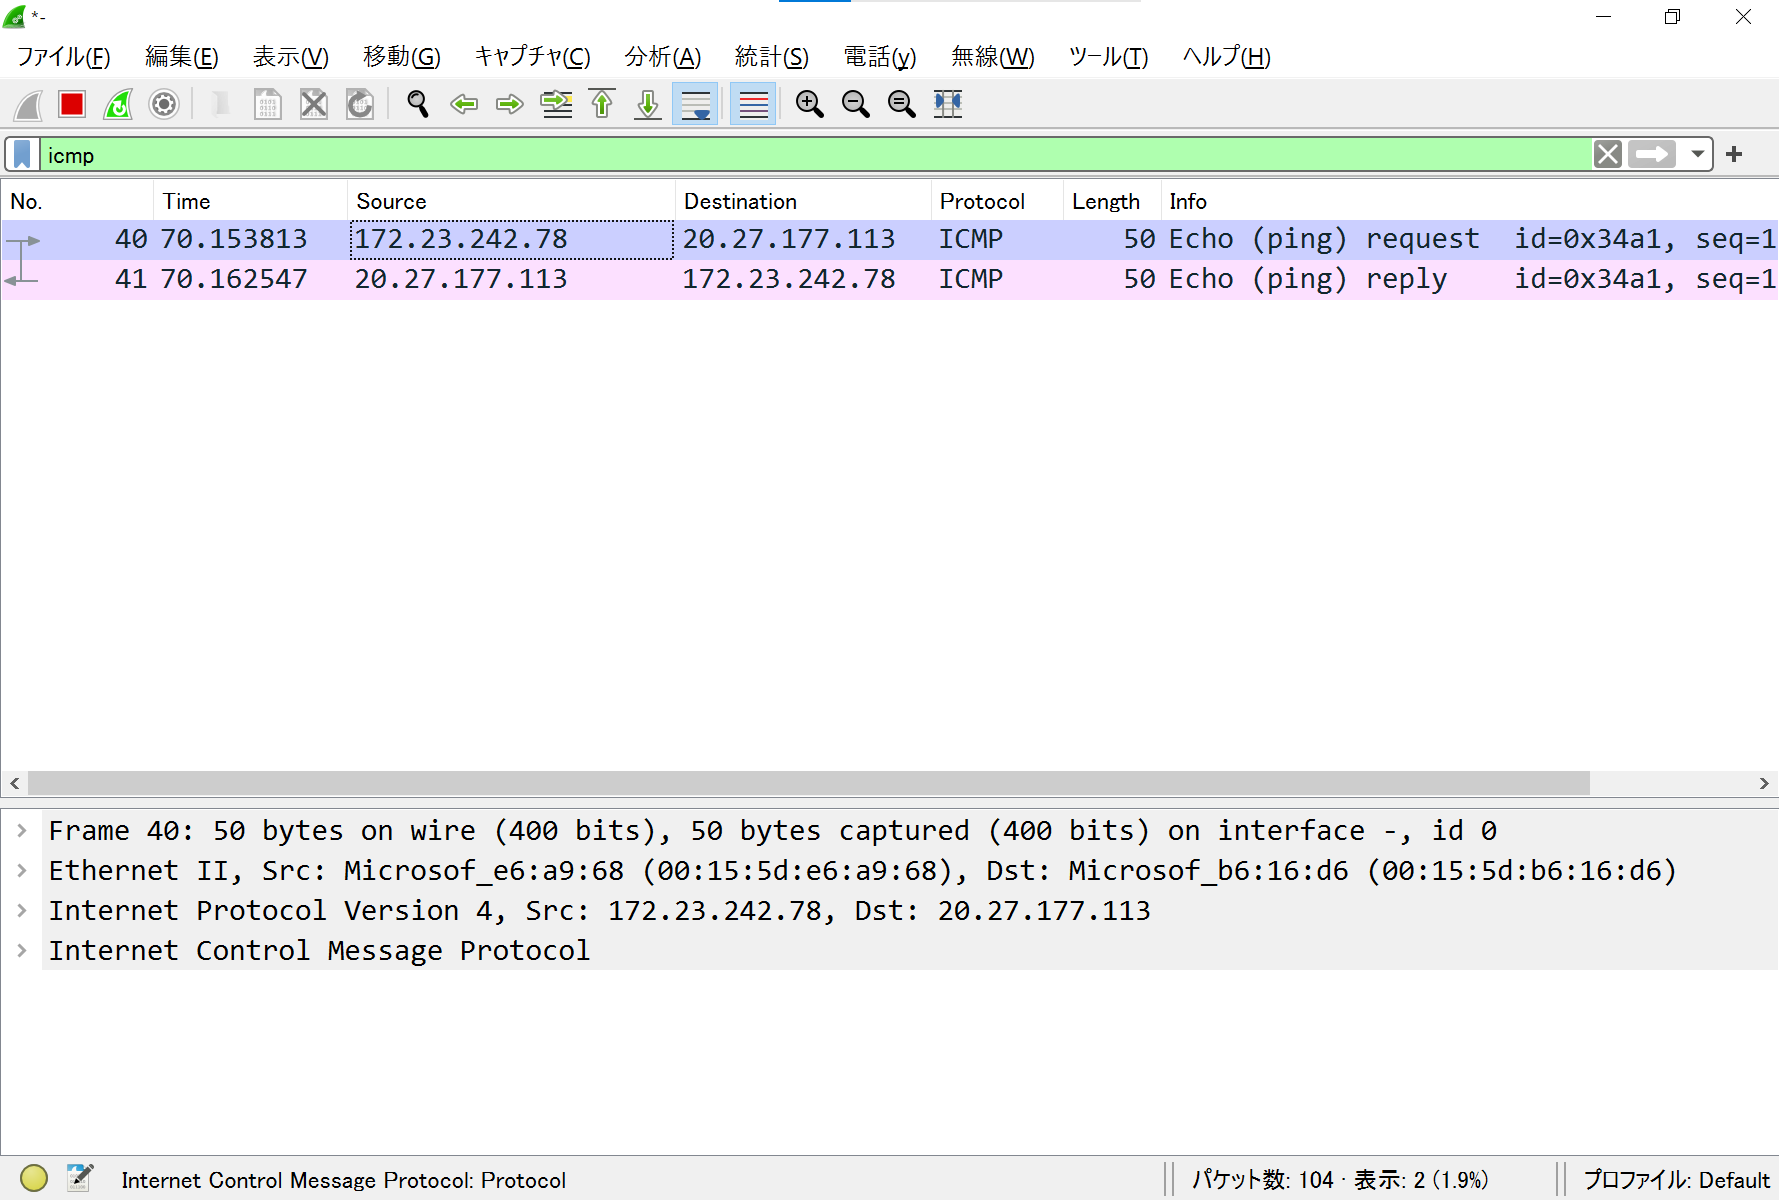 *-
ファイル(F) 編集(E) 表示(V) 移動(G) キャプチャ(C) 分析(A) 統計(S) 電話(y) 無線(W) ツール(T) ヘルプ(H)
icmp
No. Time Source Destination Protocol Length Info
40 70.153813 172.23.242.78 20.27.177.113 ICMP 50 Echo (ping) request id=0x34a1, seq=1
41 70.162547 20.27.177.113 172.23.242.78 ICMP 50 Echo (ping) reply id=0x34a1, seq=1
Frame 40: 50 bytes on wire (400 bits), 50 bytes captured (400 bits) on interface -, id 0
Ethernet II, Src: Microsof_e6:a9:68 (00:15:5d:e6:a9:68), Dst: Microsof_b6:16:d6 (00:15:5d:b6:16:d6)
Internet Protocol Version 4, Src: 172.23.242.78, Dst: 20.27.177.113
Internet Control Message Protocol
Internet Control Message Protocol: Protocol パケット数: 104 · 表示: 2 (1.9%) プロファイル: Default